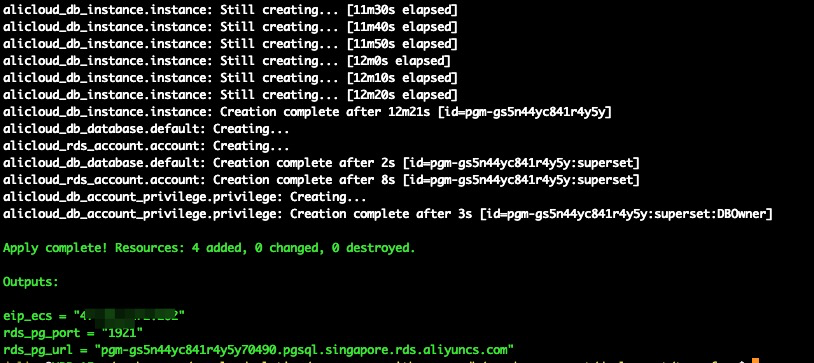 alicloud_db_instance.instance: Still creating... [11m30s elapsed]
alicloud_db_instance.instance: Still creating... [11m40s elapsed]
alicloud_db_instance.instance: Still creating... [11m50s elapsed]
alicloud_db_instance.instance: Still creating... [12m0s elapsed]
alicloud_db_instance.instance: Still creating... [12m10s elapsed]
alicloud_db_instance.instance: Still creating... [12m20s elapsed]
alicloud_db_instance.instance: Creation complete after 12m21s [id=pgm-gs5n44yc841r4y5y]
alicloud_db_database.default: Creating...
alicloud_rds_account.account: Creating...
alicloud_db_database.default: Creation complete after 2s [id=pgm-gs5n44yc841r4y5y:superset]
alicloud_rds_account.account: Creation complete after 8s [id=pgm-gs5n44yc841r4y5y:superset]
alicloud_db_account_privilege.privilege: Creating...
alicloud_db_account_privilege.privilege: Creation complete after 3s [id=pgm-gs5n44yc841r4y5y:superset:DBOwner]
Apply complete! Resources: 4 added, 0 changed, 0 destroyed.
Outputs:
eip_ecs =
rds_pg_port = "1921"
rds_pg_url = "pgm-gs5n44yc841r4y5y70490.pgsql.singapore.rds.aliyuncs.com"